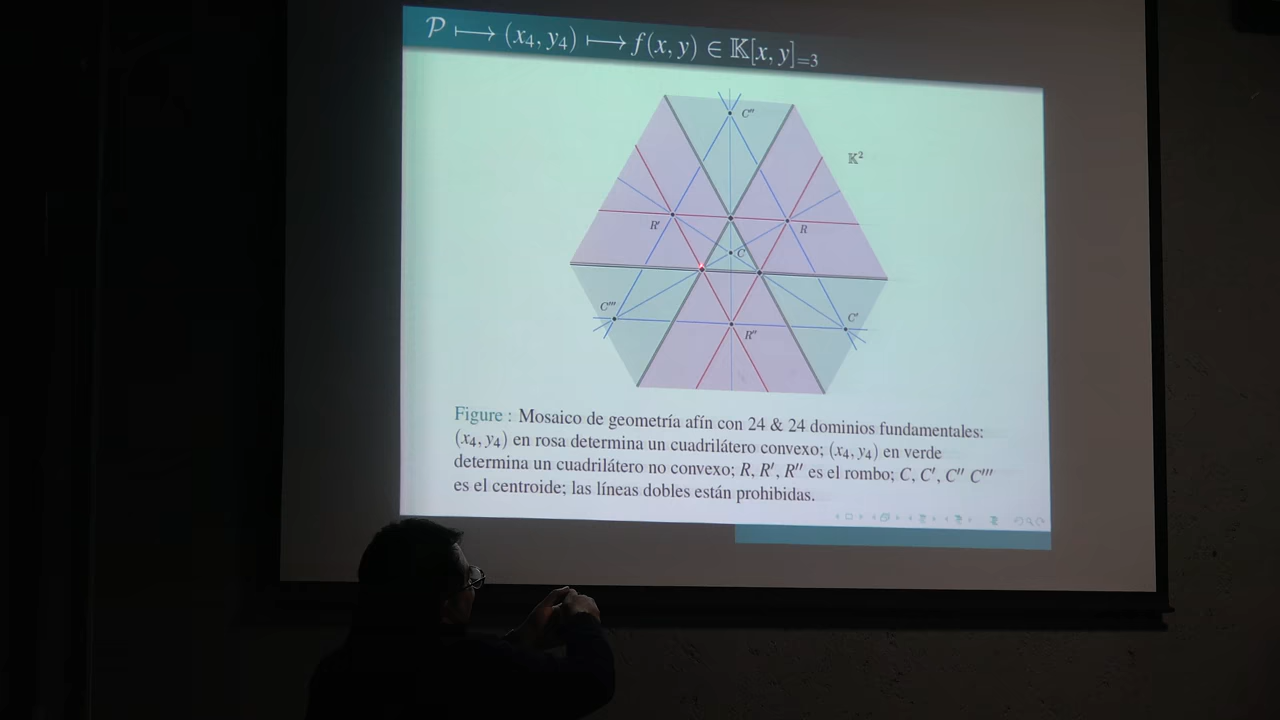 𝒫 ⟼ (x₄, y₄) ⟼ f(x, y) ∈ 𝕂[x, y]₌₃
C″
𝕂²
R′
R
C
C‴
C′
R″
Figure : Mosaico de geometría afín con 24 & 24 dominios fundamentales:
(x₄, y₄) en rosa determina un cuadrilátero convexo; (x₄, y₄) en verde
determina un cuadrilátero no convexo; R, R′, R″ es el rombo; C, C′, C″ C‴
es el centroide; las líneas dobles están prohibidas.